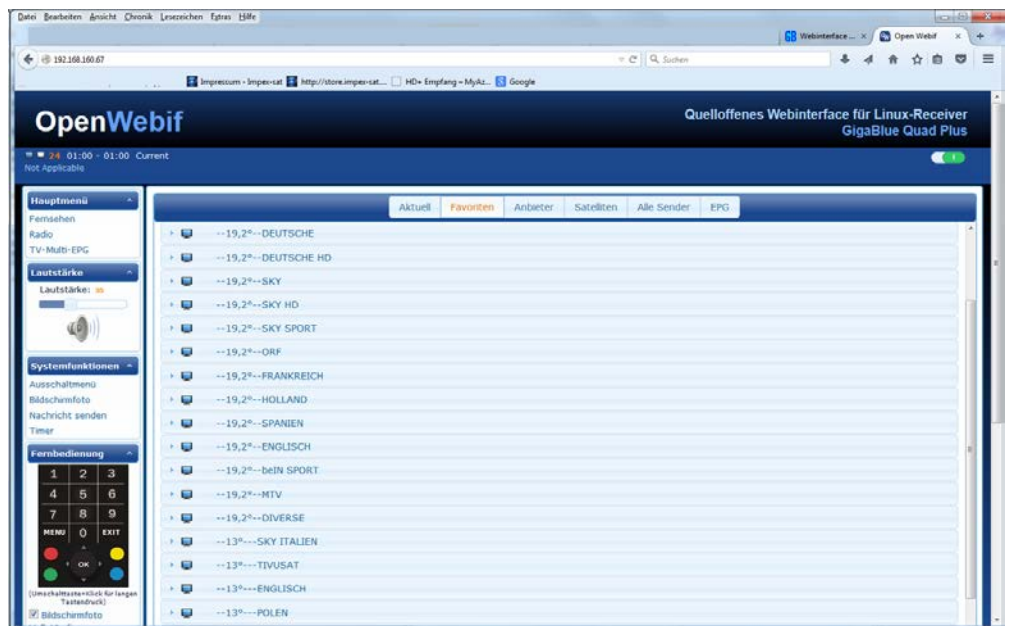 Datei Bearbeiten Ansicht Chronik Lesezeichen Extras Hilfe
GB Webinterface ... × Open Webif × +
192.168.160.67
Suchen
Impressum - Impex-sat http://store.impex-sat.... HD+ Empfang – MyAz... Google
OpenWebif
Quelloffenes Webinterface für Linux-Receiver
GigaBlue Quad Plus
24 01:00 - 01:00 Current
Not Applicable
Hauptmenü
Fernsehen
Radio
TV-Multi-EPG
Lautstärke
Lautstärke:
Systemfunktionen
Ausschaltmenü
Bildschirmfoto
Nachricht senden
Timer
Fernbedienung
1 2 3
4 5 6
7 8 9
MENU 0 EXIT
OK
(Umschalttaste+Klick für langen
Tastendruck)
Bildschirmfoto
Aktuell Favoriten Anbieter Satelliten Alle Sender EPG
--19,2°--DEUTSCHE
--19,2°--DEUTSCHE HD
--19,2°--SKY
--19,2°--SKY HD
--19,2°--SKY SPORT
--19,2°--ORF
--19,2°--FRANKREICH
--19,2°--HOLLAND
--19,2°--SPANIEN
--19,2°--ENGLISCH
--19,2°--beIN SPORT
--19,2°--MTV
--19,2°--DIVERSE
--13°---SKY ITALIEN
--13°---TIVUSAT
--13°---ENGLISCH
--13°---POLEN